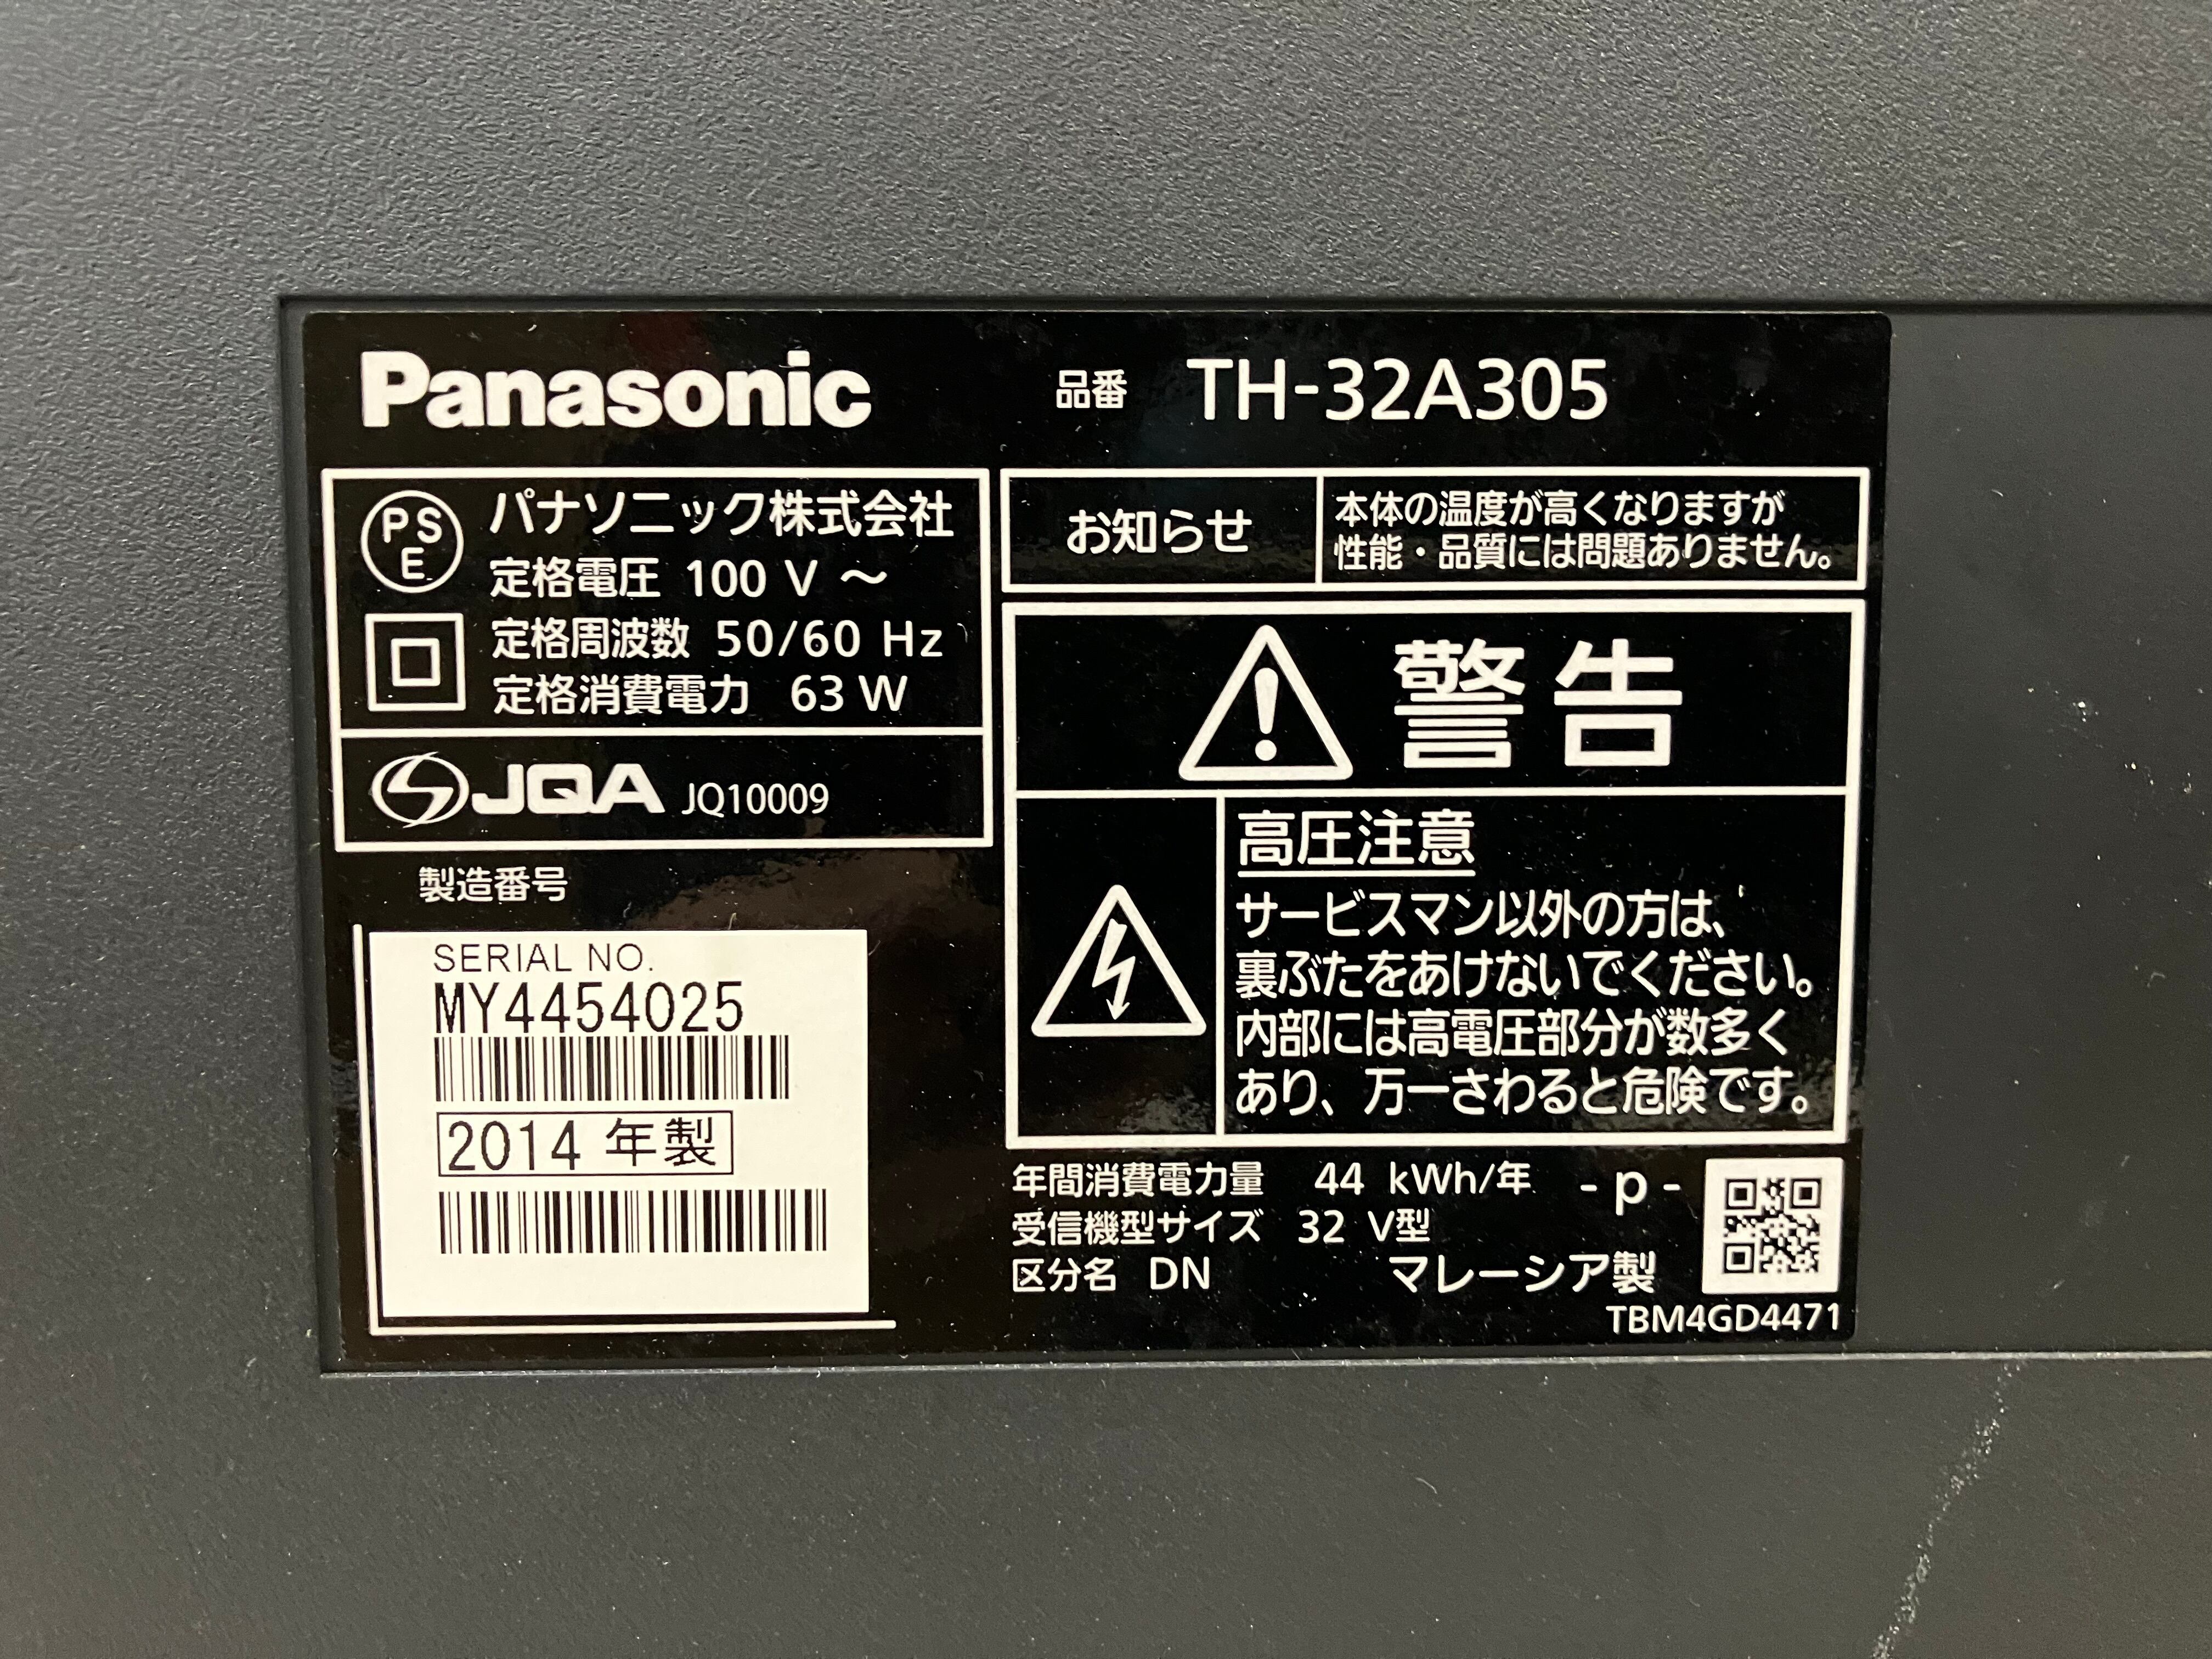 Panasonic
品番 TH-32A305
PS
E
パナソニック株式会社
定格電圧 100 V ～
定格周波数 50/60 Hz
定格消費電力 63 W
JQA JQ10009
製造番号
SERIAL NO.
MY4454025
2014 年製
お知らせ
本体の温度が高くなりますが
性能・品質には問題ありません。
警告
高圧注意
サービスマン以外の方は、
裏ぶたをあけないでください。
内部には高電圧部分が数多く
あり、万一さわると危険です。
年間消費電力量 44 kWh/年 - p -
受信機型サイズ 32 V型
区分名 DN マレーシア製
TBM4GD4471